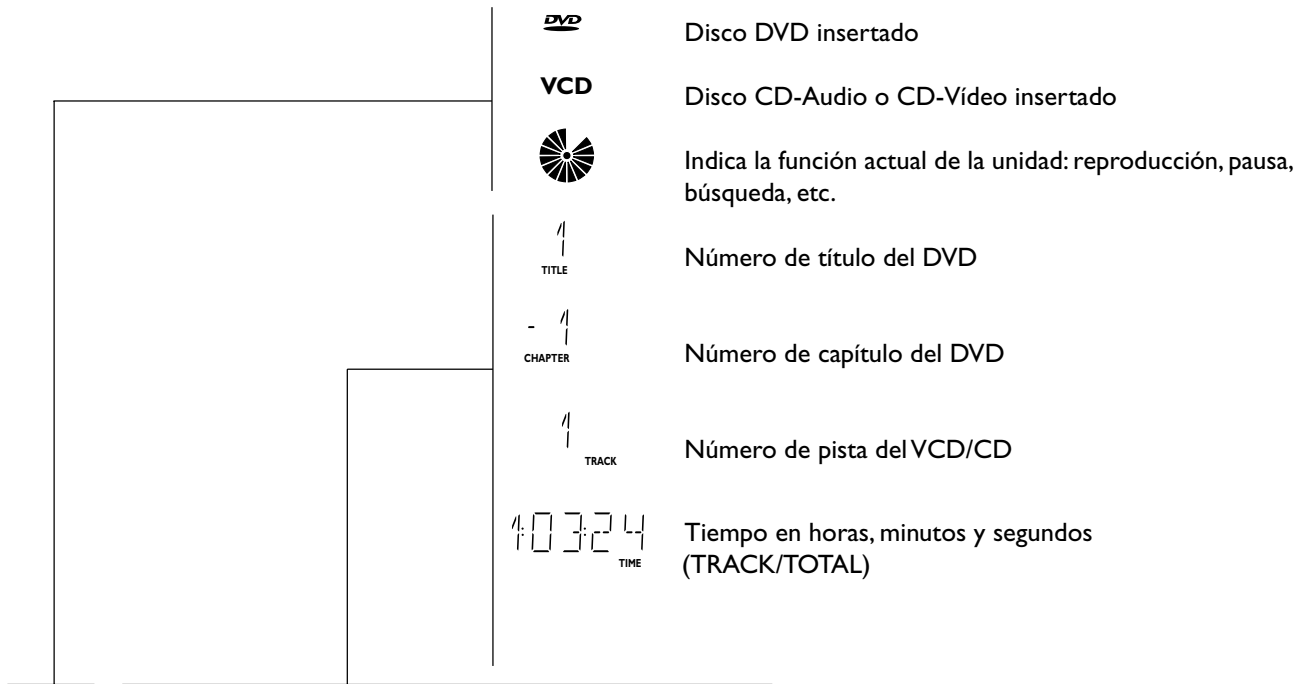 DVD Disco DVD insertado
VCD Disco CD-Audio o CD-Vídeo insertado
Indica la función actual de la unidad: reproducción, pausa,
búsqueda, etc.
1
TITLE
Número de título del DVD
- 1
CHAPTER
Número de capítulo del DVD
1
TRACK
Número de pista del VCD/CD
1:03:24
TIME
Tiempo en horas, minutos y segundos
(TRACK/TOTAL)